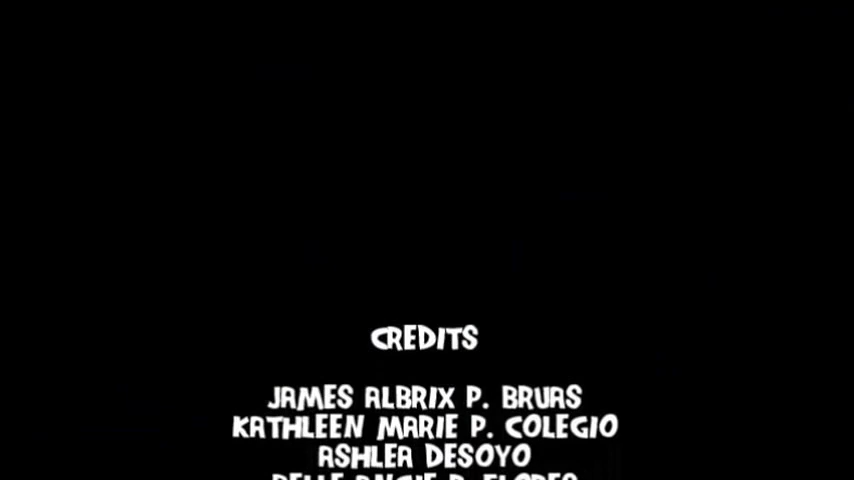 CREDITS
JAMES ALBRIX P. BRUAS
KATHLEEN MARIE P. COLEGIO
ASHLEA DESOYO